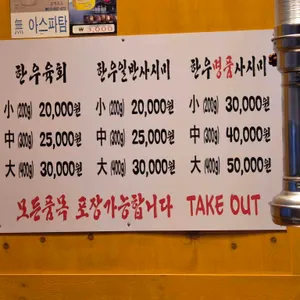 無 아스파탐
3,000
한우육회 한우일반사시미 한우명품사시미
小 (200g) 20,000원 小 (200g) 20,000원 小 (200g) 30,000원
中 (300g) 25,000원 中 (300g) 25,000원 中 (300g) 40,000원
大 (400g) 30,000원 大 (400g) 30,000원 大 (400g) 50,000원
모든품목 포장가능합니다 TAKE OUT